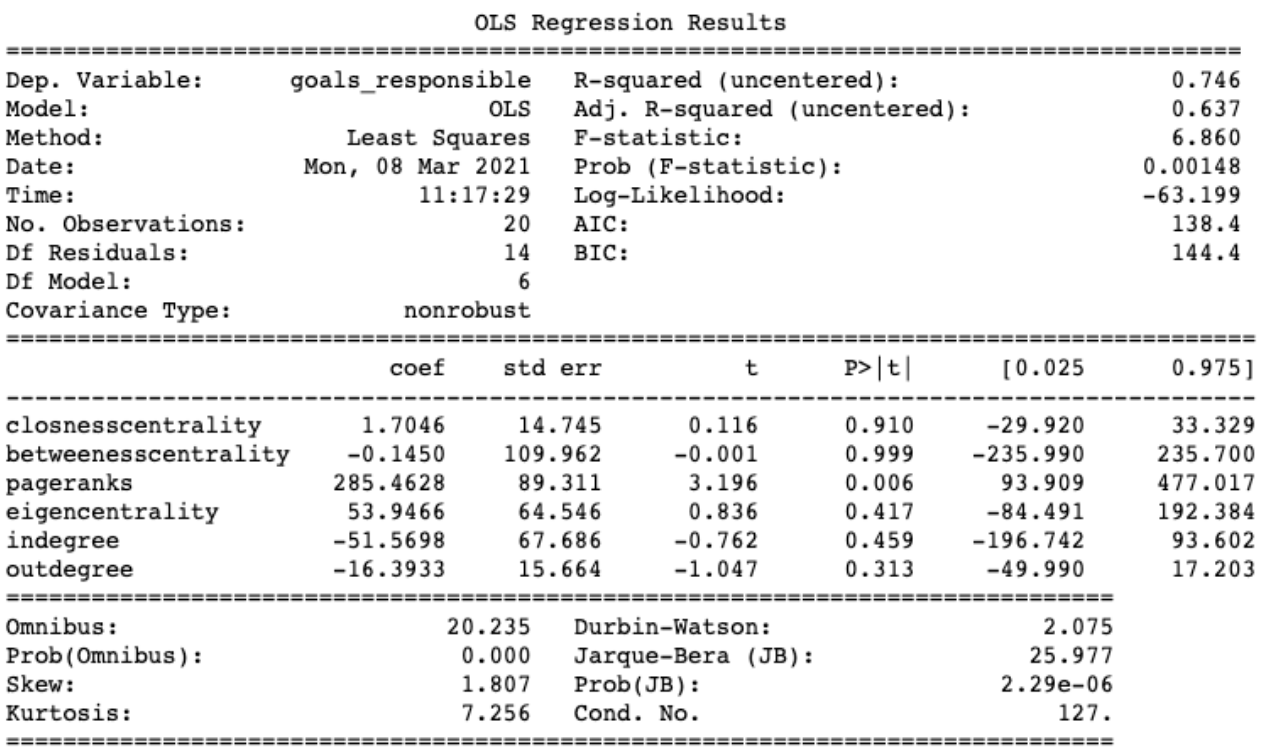 OLS Regression Results
==============================================================================
Dep. Variable: goals_responsible R-squared (uncentered): 0.746
Model: OLS Adj. R-squared (uncentered): 0.637
Method: Least Squares F-statistic: 6.860
Date: Mon, 08 Mar 2021 Prob (F-statistic): 0.00148
Time: 11:17:29 Log-Likelihood: -63.199
No. Observations: 20 AIC: 138.4
Df Residuals: 14 BIC: 144.4
Df Model: 6
Covariance Type: nonrobust
==============================================================================
coef std err t P>|t| [0.025 0.975]
------------------------------------------------------------------------------
closnesscentrality 1.7046 14.745 0.116 0.910 -29.920 33.329
betweenesscentrality -0.1450 109.962 -0.001 0.999 -235.990 235.700
pageranks 285.4628 89.311 3.196 0.006 93.909 477.017
eigencentrality 53.9466 64.546 0.836 0.417 -84.491 192.384
indegree -51.5698 67.686 -0.762 0.459 -196.742 93.602
outdegree -16.3933 15.664 -1.047 0.313 -49.990 17.203
==============================================================================
Omnibus: 20.235 Durbin-Watson: 2.075
Prob(Omnibus): 0.000 Jarque-Bera (JB): 25.977
Skew: 1.807 Prob(JB): 2.29e-06
Kurtosis: 7.256 Cond. No. 127.
==============================================================================